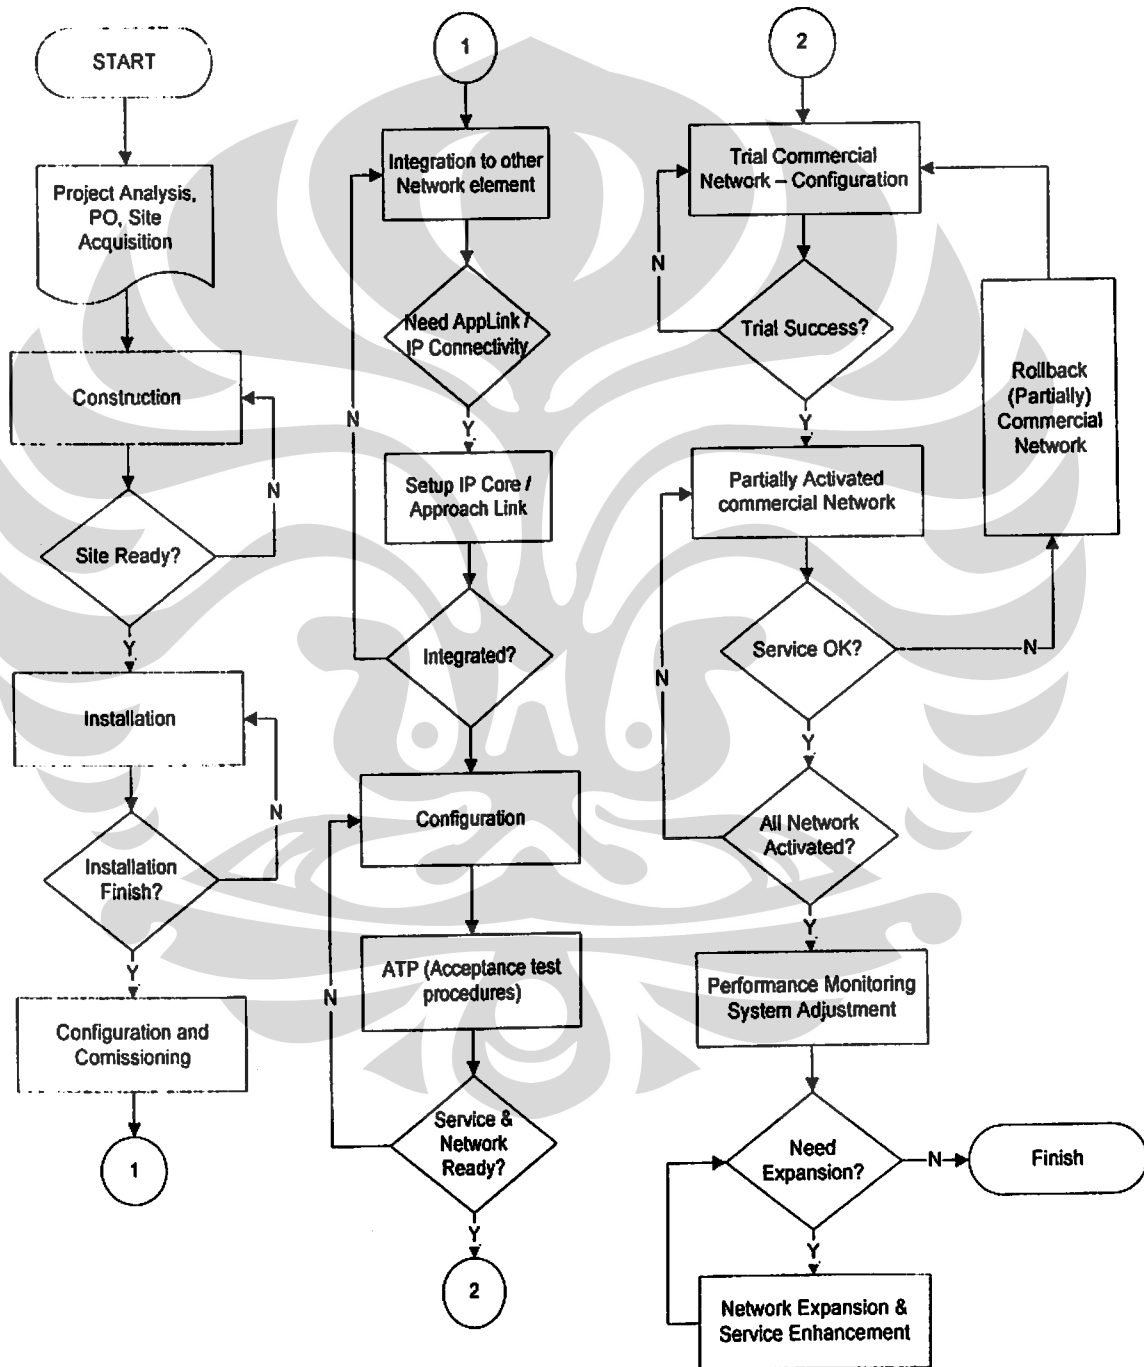 START
Project Analysis,
PO, Site
Acquisition
Construction
N
Site Ready?
Y
Installation
N
Installation
Finish?
Y
Configuration and
Comissioning
1
1
Integration to other
Network element
Need AppLink /
IP Connectivity
N
Y
Setup IP Core /
Approach Link
Integrated?
Configuration
ATP (Acceptance test
procedures)
N
Service &
Network
Ready?
Y
2
2
Trial Commercial
Network – Configuration
N
Trial Success?
Y
Rollback
(Partially)
Commercial
Network
Partially Activated
commercial Network
Service OK?
N
N
Y
All Network
Activated?
Y
Performance Monitoring
System Adjustment
Need
Expansion?
N
Finish
Y
Network Expansion &
Service Enhancement